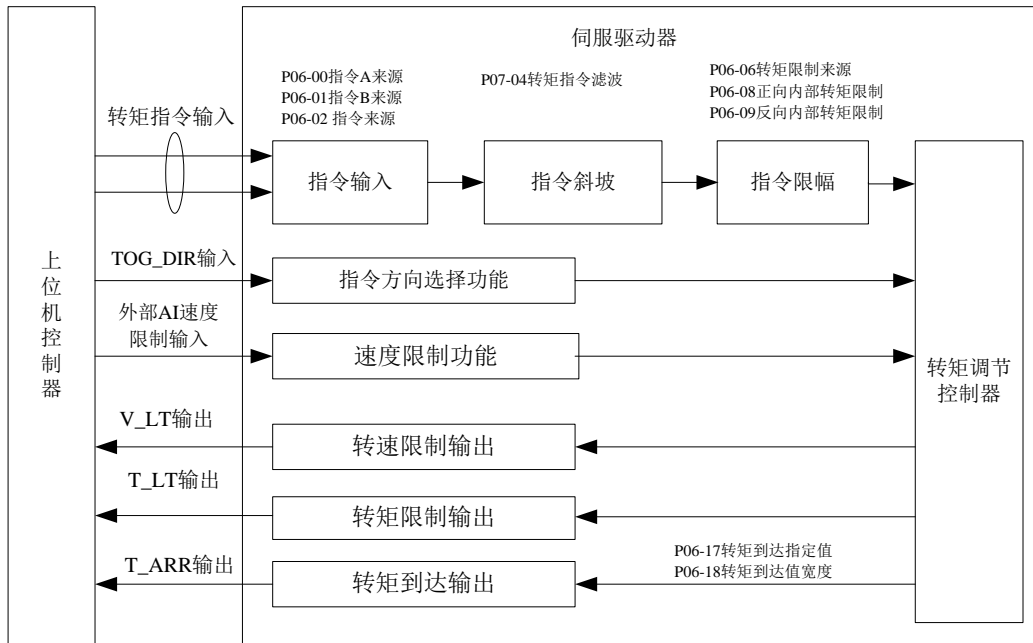 伺服驱动器
P06-00指令A来源
P06-01指令B来源
P06-02 指令来源
P07-04转矩指令滤波
P06-06转矩限制来源
P06-08正向内部转矩限制
P06-09反向内部转矩限制
转矩指令输入
指令输入
指令斜坡
指令限幅
上位机控制器
TOG_DIR输入
指令方向选择功能
外部AI速度
限制输入
速度限制功能
转矩调节
控制器
V_LT输出
转速限制输出
T_LT输出
转矩限制输出
P06-17转矩到达指定值
P06-18转矩到达值宽度
T_ARR输出
转矩到达输出